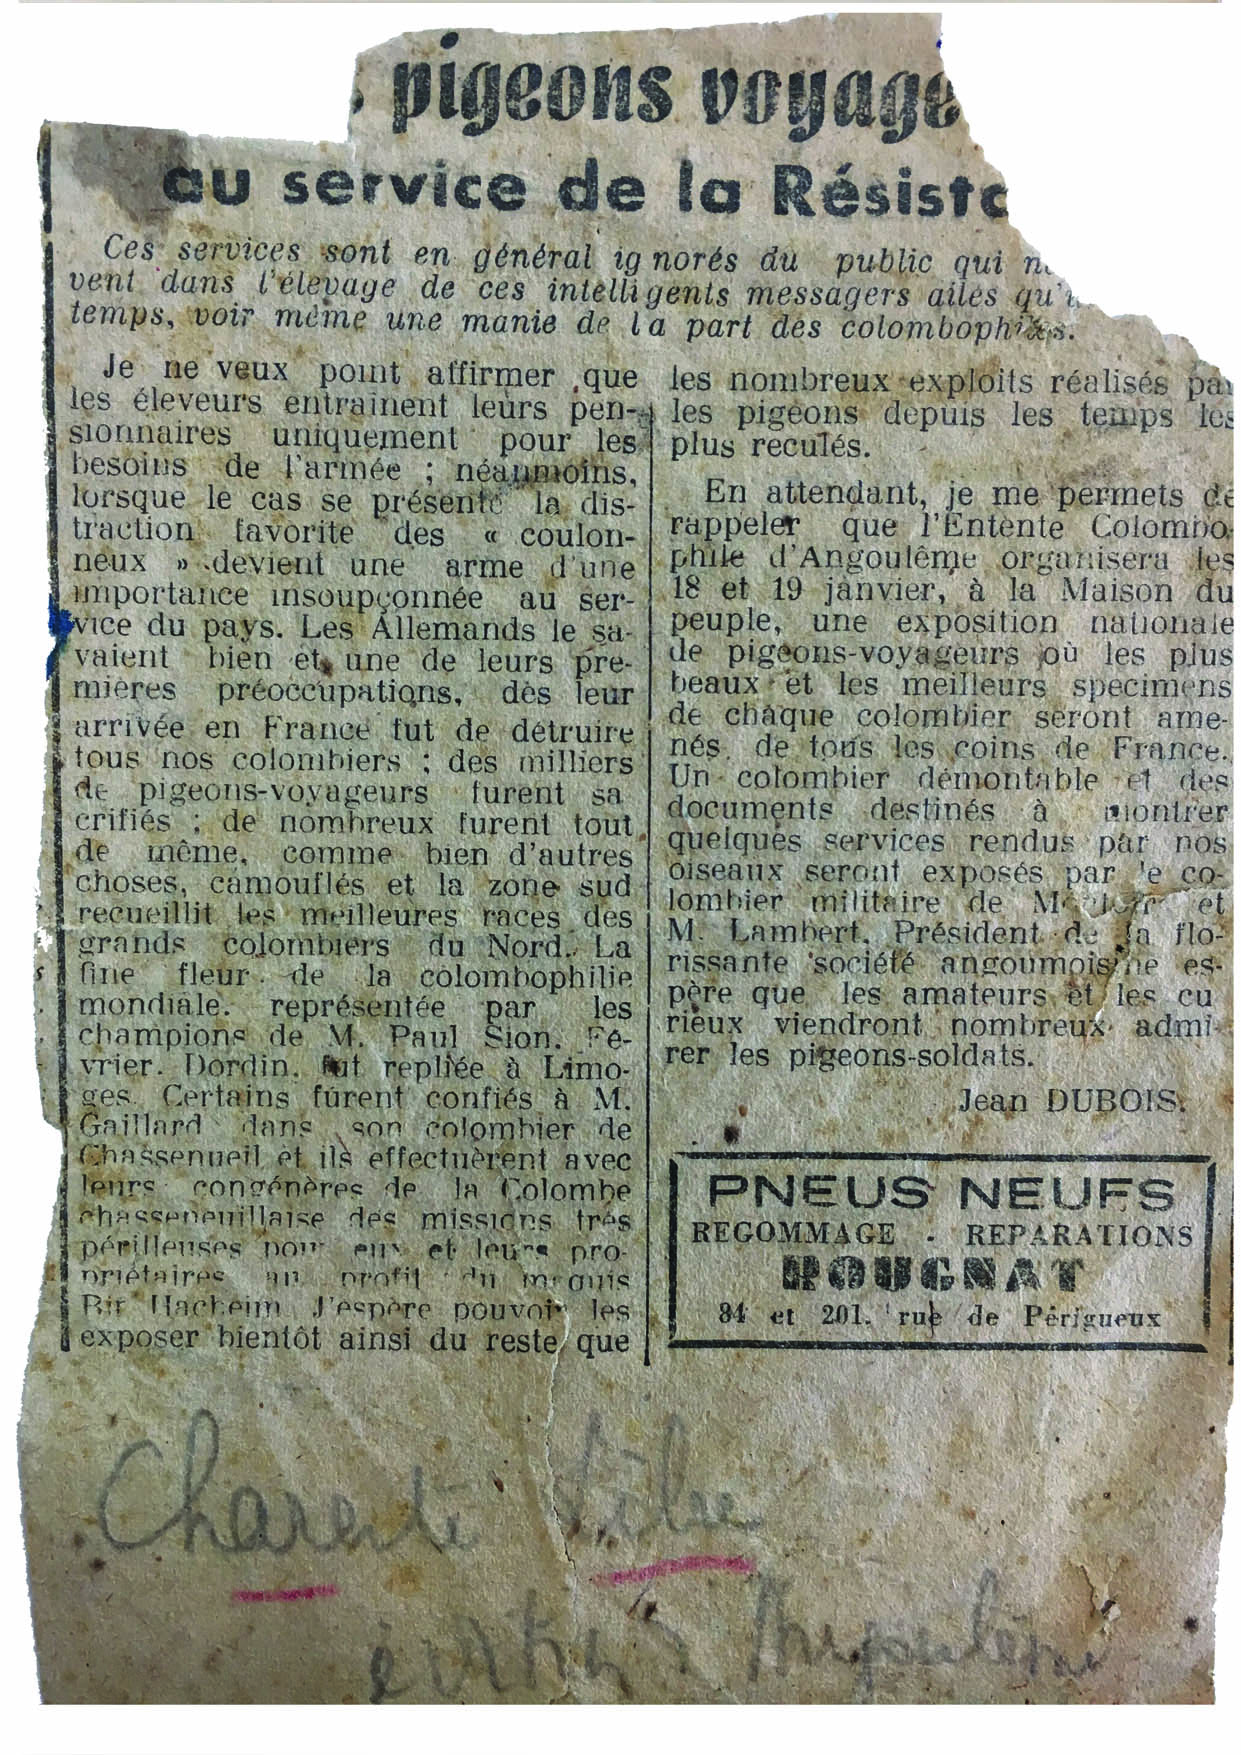 pigeons voyage
au service de la Résista
Ces services sont en général ignorés du public qui n
vent dans l'élevage de ces intelligents messagers ailés qu'
temps, voir même une manie de la part des colombophiles.
Je ne veux point affirmer que
les éleveurs entrainent leurs pen-
sionnaires uniquement pour les
besoins de l'armée ; néanmoins,
lorsque le cas se présente la dis-
traction favorite des « coulon-
neux » devient une arme d'une
importance insoupçonnée au ser-
vice du pays. Les Allemands le sa-
vaient bien et une de leurs pre-
mières préoccupations, dès leur
arrivée en France fut de détruire
tous nos colombiers ; des milliers
de pigeons-voyageurs furent sa
crifiés ; de nombreux furent tout
de même, comme bien d'autres
choses, camouflés et la zone sud
recueillit les meilleures races des
grands colombiers du Nord. La
fine fleur de la colombophilie
mondiale, représentée par les
champions de M. Paul Sion, Fé-
vrier, Dordin, fut repliée à Limo-
ges. Certains furent confiés à M.
Gaillard dans son colombier de
Chasseneuil et ils effectuèrent avec
leurs congénères de la Colombe
chasseneuillaise des missions très
périlleuses pour eux et leurs pro-
priétaires au profit du maquis
Bir Hacheim J'espère pouvoir les
exposer bientôt ainsi du reste que
les nombreux exploits réalisés par
les pigeons depuis les temps les
plus reculés.
En attendant, je me permets de
rappeler que l'Entente Colombo-
phile d'Angoulême organisera les
18 et 19 janvier, à la Maison du
peuple, une exposition nationale
de pigeons-voyageurs où les plus
beaux et les meilleurs specimens
de chaque colombier seront ame-
nés de tous les coins de France.
Un colombier démontable et des
documents destinés à montrer
quelques services rendus par nos
oiseaux seront exposés par le co-
lombier militaire de et
M. Lambert, Président de la flo-
rissante société angoumoisine es-
père que les amateurs et les cu
rieux viendront nombreux admi-
rer les pigeons-soldats.
Jean DUBOIS.
PNEUS NEUFS
REGOMMAGE - REPARATIONS
ROUGNAT
84 et 201, rue de Périgueux
Charente Libre
Angoulême